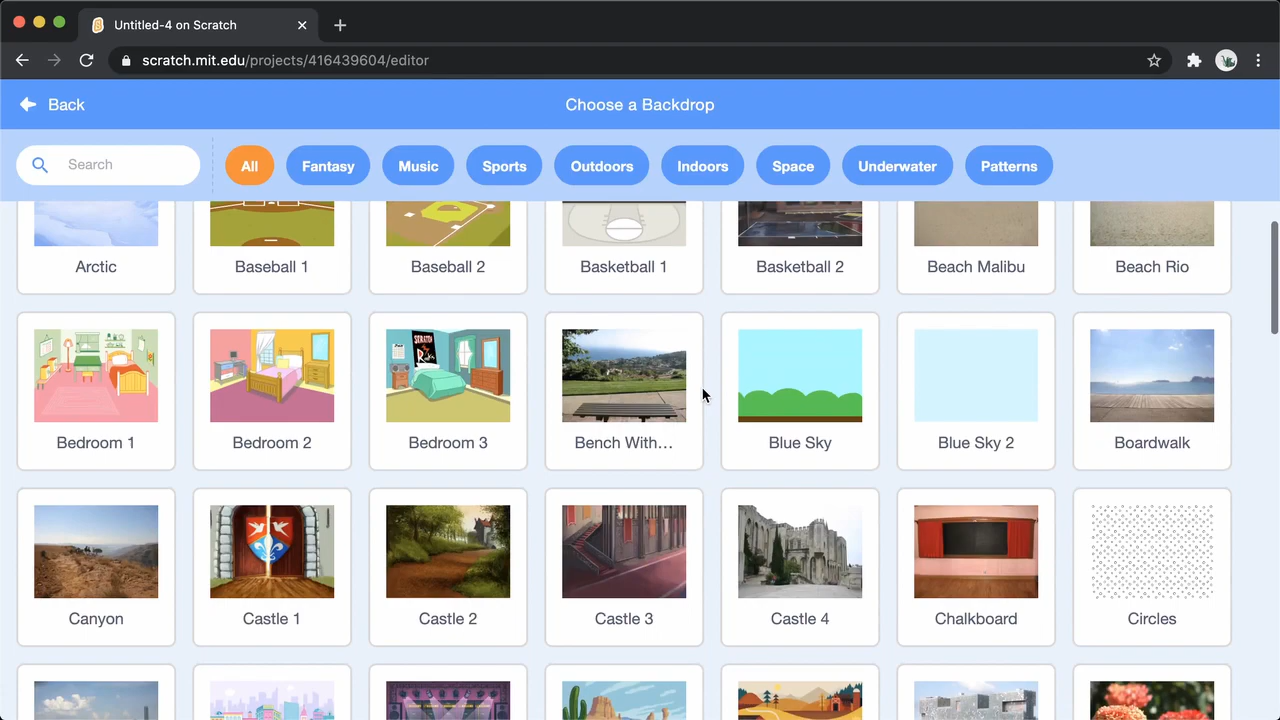 Untitled-4 on Scratch
scratch.mit.edu/projects/416439604/editor
Back
Choose a Backdrop
Search
All
Fantasy
Music
Sports
Outdoors
Indoors
Space
Underwater
Patterns
Arctic
Baseball 1
Baseball 2
Basketball 1
Basketball 2
Beach Malibu
Beach Rio
SCRATCH
Bedroom 1
Bedroom 2
Bedroom 3
Bench With...
Blue Sky
Blue Sky 2
Boardwalk
Canyon
Castle 1
Castle 2
Castle 3
Castle 4
Chalkboard
Circles